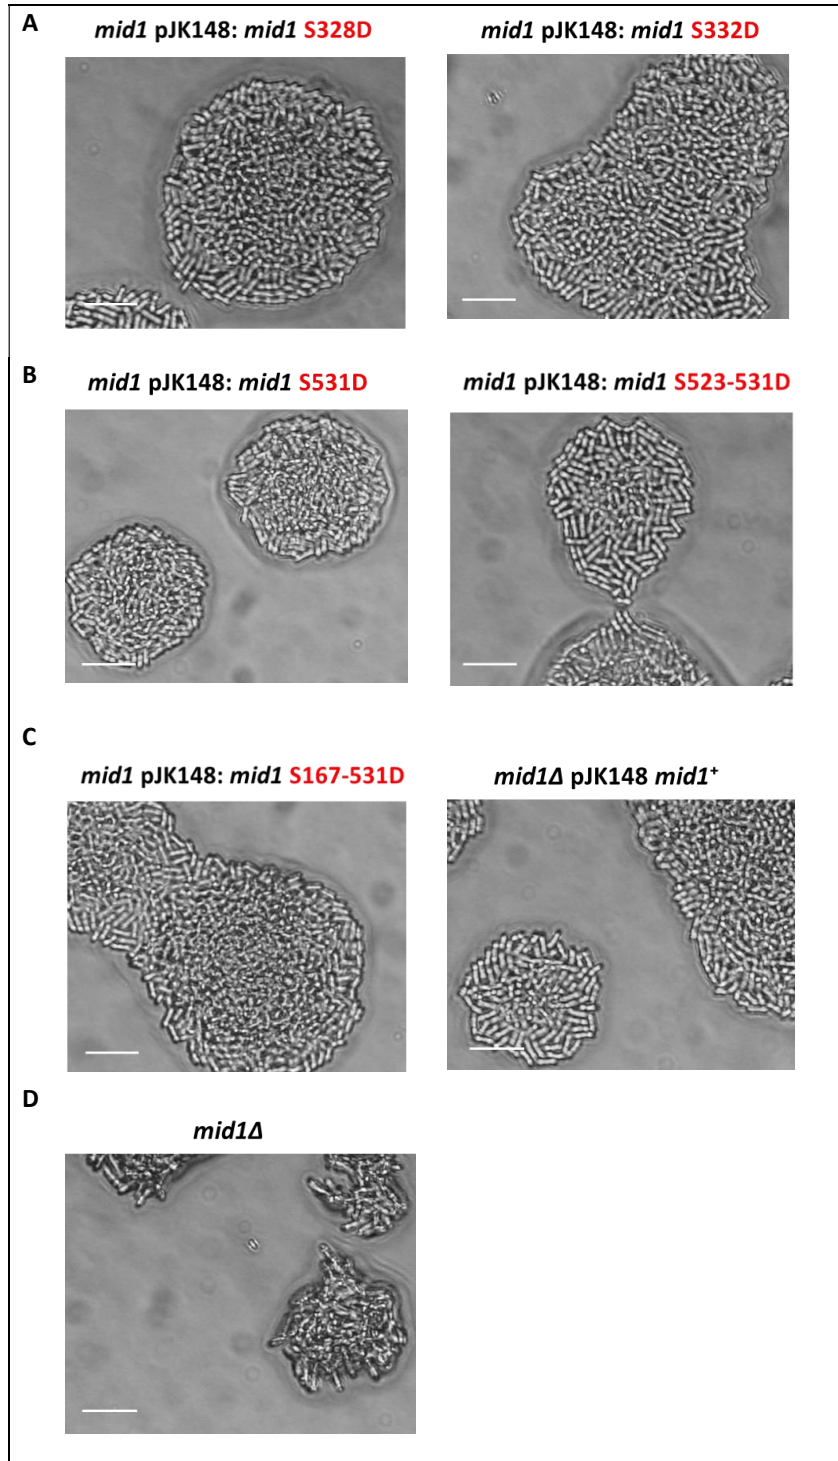 A
mid1 pJK148: mid1 S328D
mid1 pJK148: mid1 S332D
B
mid1 pJK148: mid1 S531D
mid1 pJK148: mid1 S523-531D
C
mid1 pJK148: mid1 S167-531D
mid1Δ pJK148 mid1⁺
D
mid1Δ